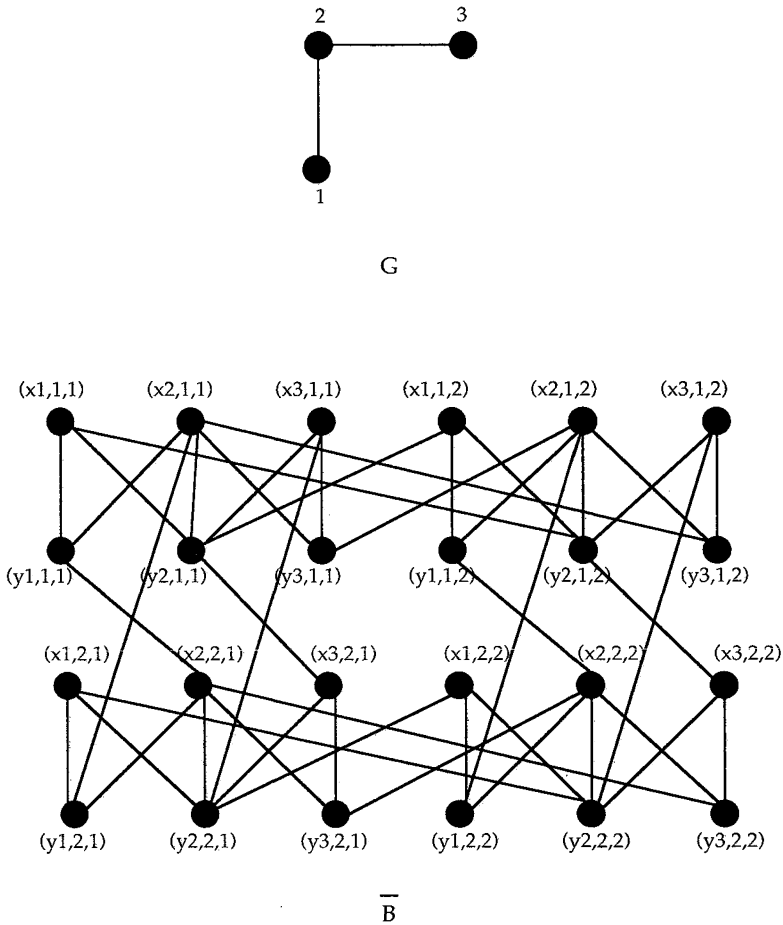 2 3
1
G
(x1,1,1) (x2,1,1) (x3,1,1) (x1,1,2) (x2,1,2) (x3,1,2)
(y1,1,1) (y2,1,1) (y3,1,1) (y1,1,2) (y2,1,2) (y3,1,2)
(x1,2,1) (x2,2,1) (x3,2,1) (x1,2,2) (x2,2,2) (x3,2,2)
(y1,2,1) (y2,2,1) (y3,2,1) (y1,2,2) (y2,2,2) (y3,2,2)
B̅